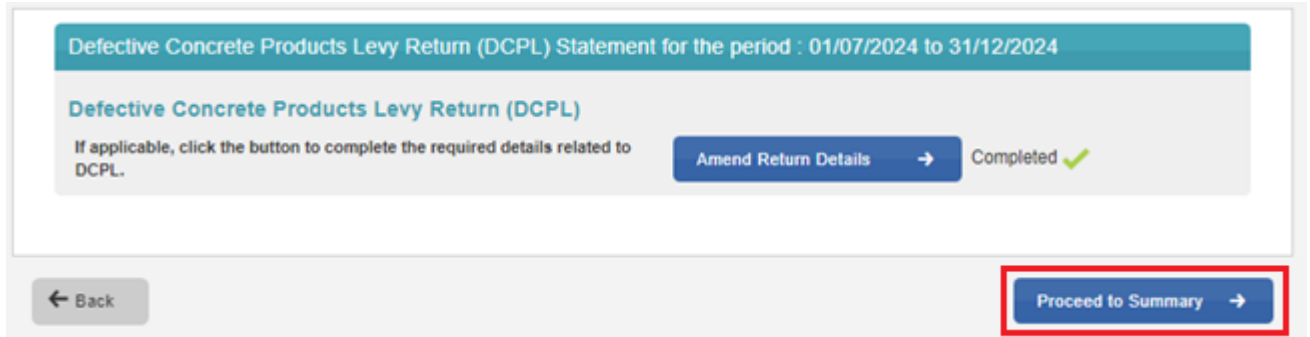 Defective Concrete Products Levy Return (DCPL) Statement for the period : 01/07/2024 to 31/12/2024
Defective Concrete Products Levy Return (DCPL)
If applicable, click the button to complete the required details related to
DCPL.
Amend Return Details
Completed
Back
Proceed to Summary